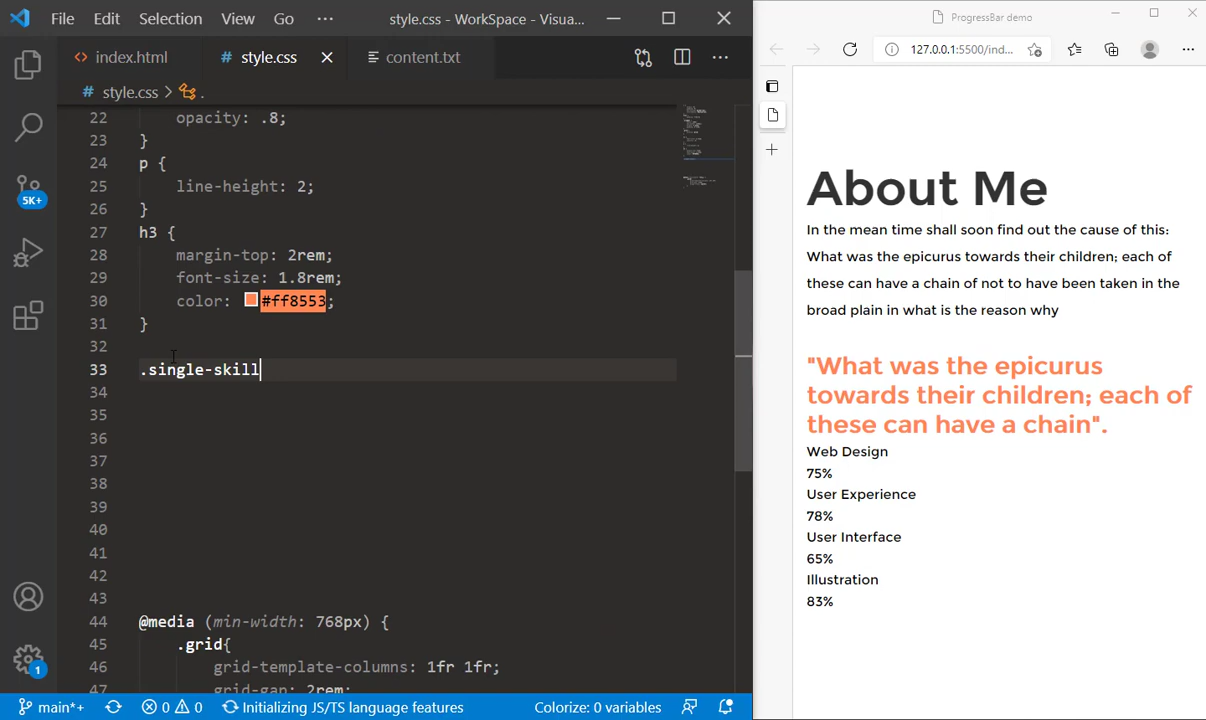 File Edit Selection View Go ··· style.css - WorkSpace - Visua...
index.html
style.css
content.txt
style.css > .
22 opacity: .8;
23 }
24 p {
25 line-height: 2;
26 }
27 h3 {
28 margin-top: 2rem;
29 font-size: 1.8rem;
30 color: #ff8553;
31 }
32
33 .single-skill
34
35
36
37
38
39
40
41
42
43
44 @media (min-width: 768px) {
45 .grid{
46 grid-template-columns: 1fr 1fr;
47 grid-gap: 2rem;
5K+
1
main*+ 0 0 Initializing JS/TS language features Colorize: 0 variables
ProgressBar demo
127.0.0.1:5500/ind...
About Me
In the mean time shall soon find out the cause of this:
What was the epicurus towards their children; each of
these can have a chain of not to have been taken in the
broad plain in what is the reason why
"What was the epicurus
towards their children; each of
these can have a chain".
Web Design
75%
User Experience
78%
User Interface
65%
Illustration
83%